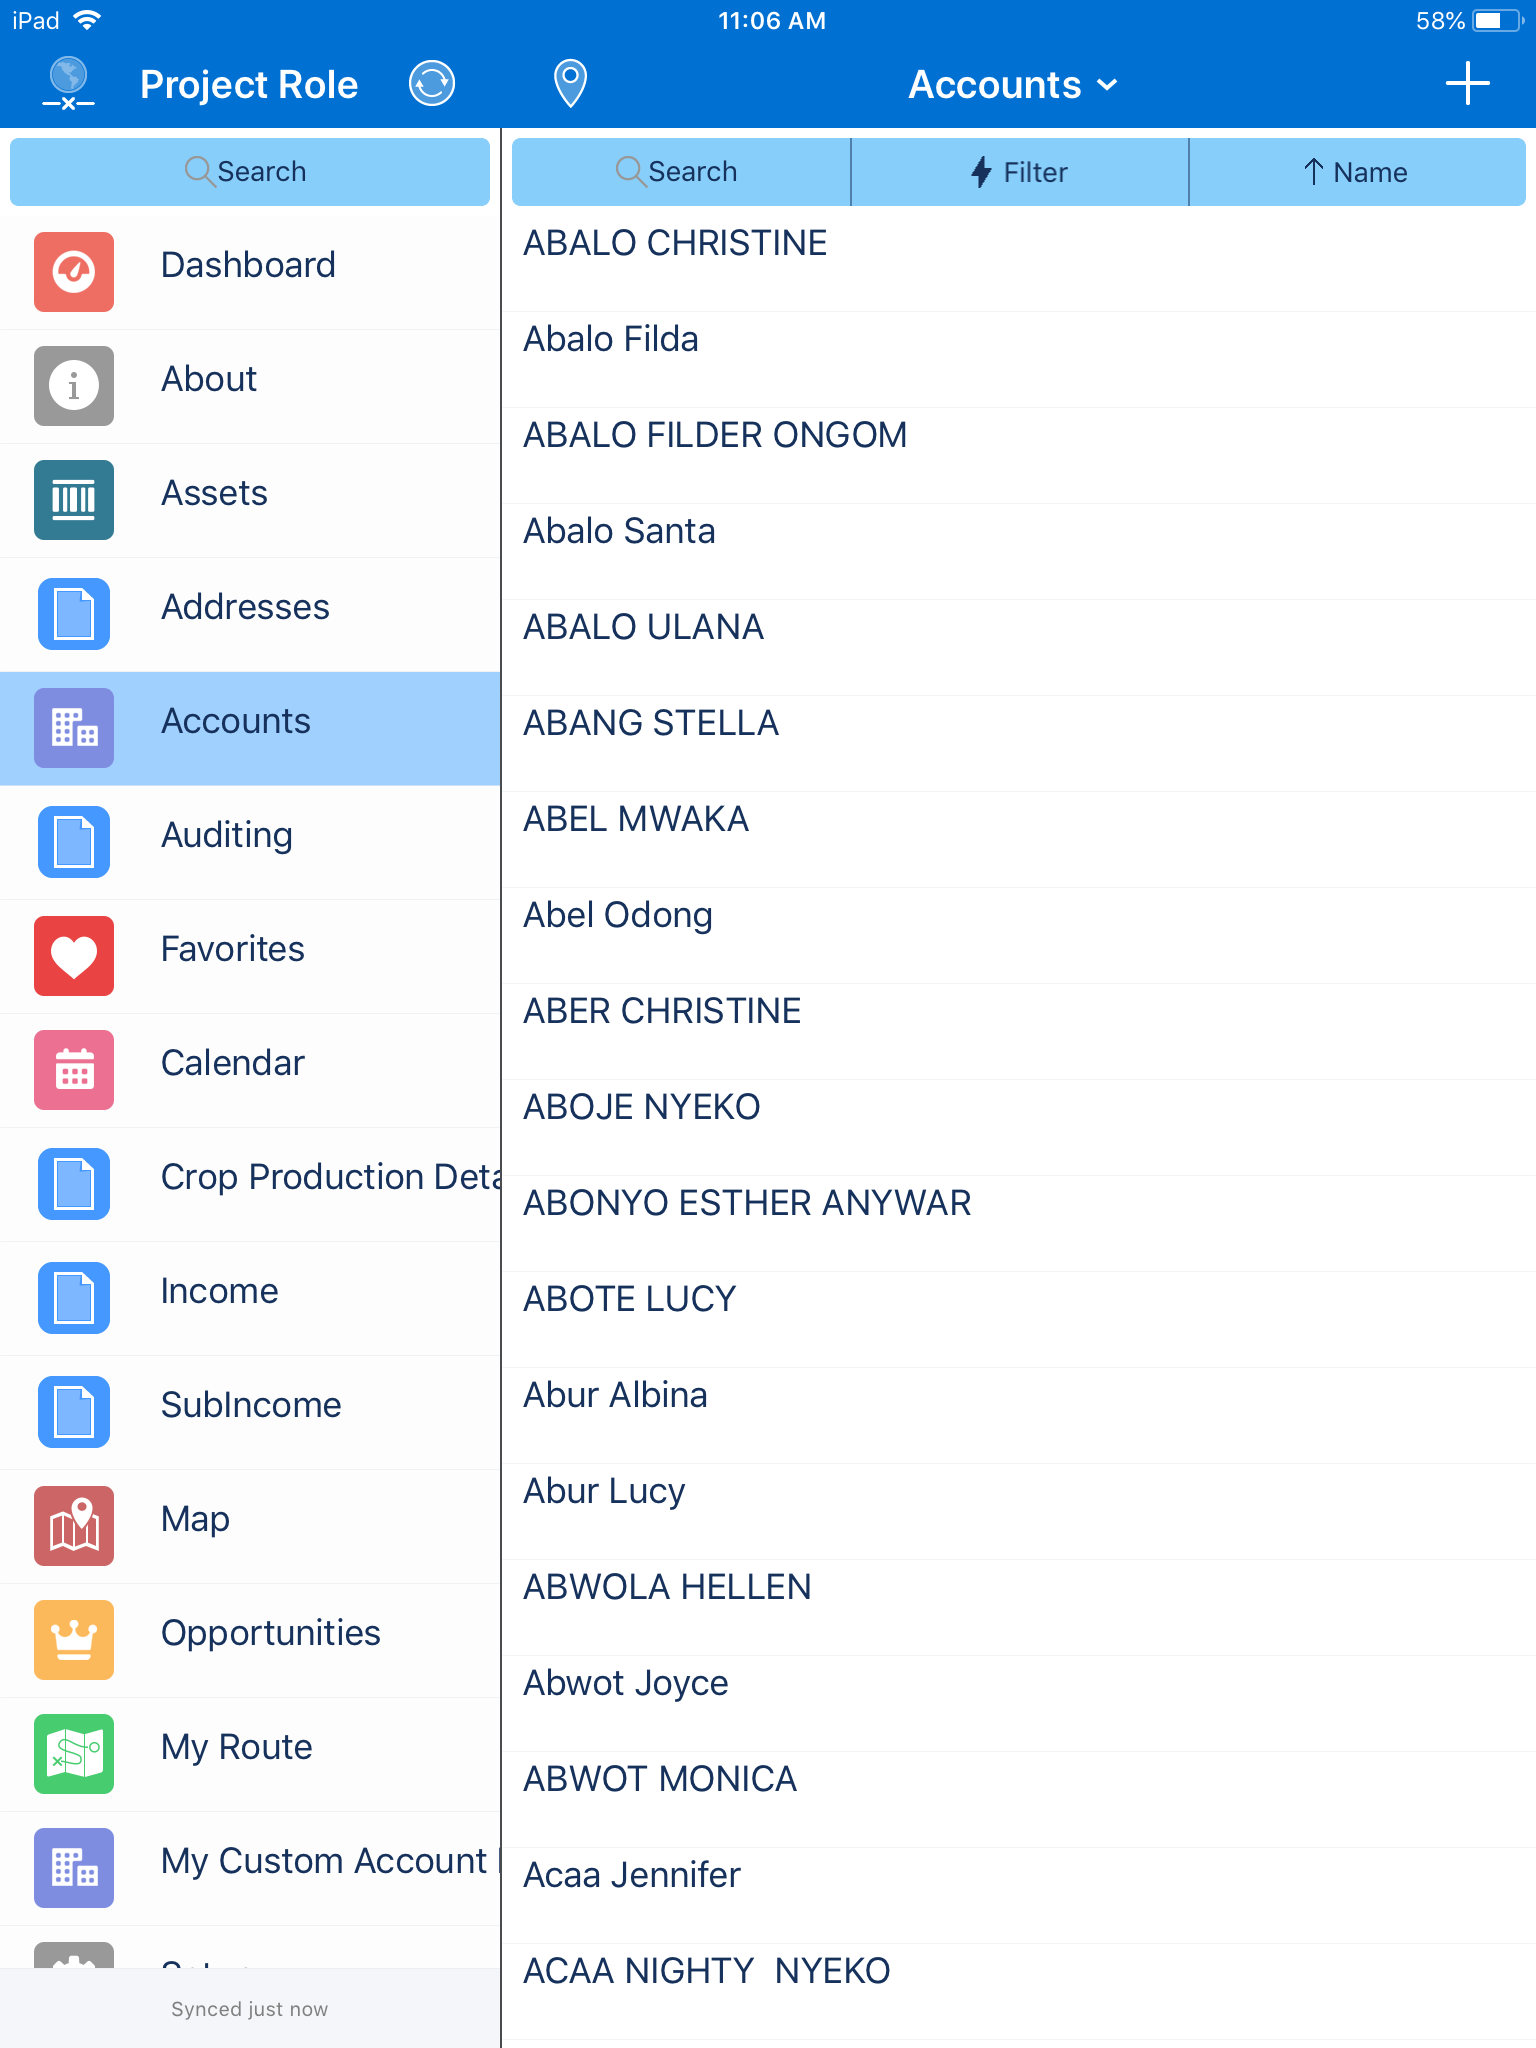 iPad
11:06 AM
58%
Project Role
Accounts
Search
Dashboard
About
Assets
Addresses
Accounts
Auditing
Favorites
Calendar
Crop Production Deta
Income
SubIncome
Map
Opportunities
My Route
My Custom Account
Synced just now
Search
Filter
Name
ABALO CHRISTINE
Abalo Filda
ABALO FILDER ONGOM
Abalo Santa
ABALO ULANA
ABANG STELLA
ABEL MWAKA
Abel Odong
ABER CHRISTINE
ABOJE NYEKO
ABONYO ESTHER ANYWAR
ABOTE LUCY
Abur Albina
Abur Lucy
ABWOLA HELLEN
Abwot Joyce
ABWOT MONICA
Acaa Jennifer
ACAA NIGHTY  NYEKO